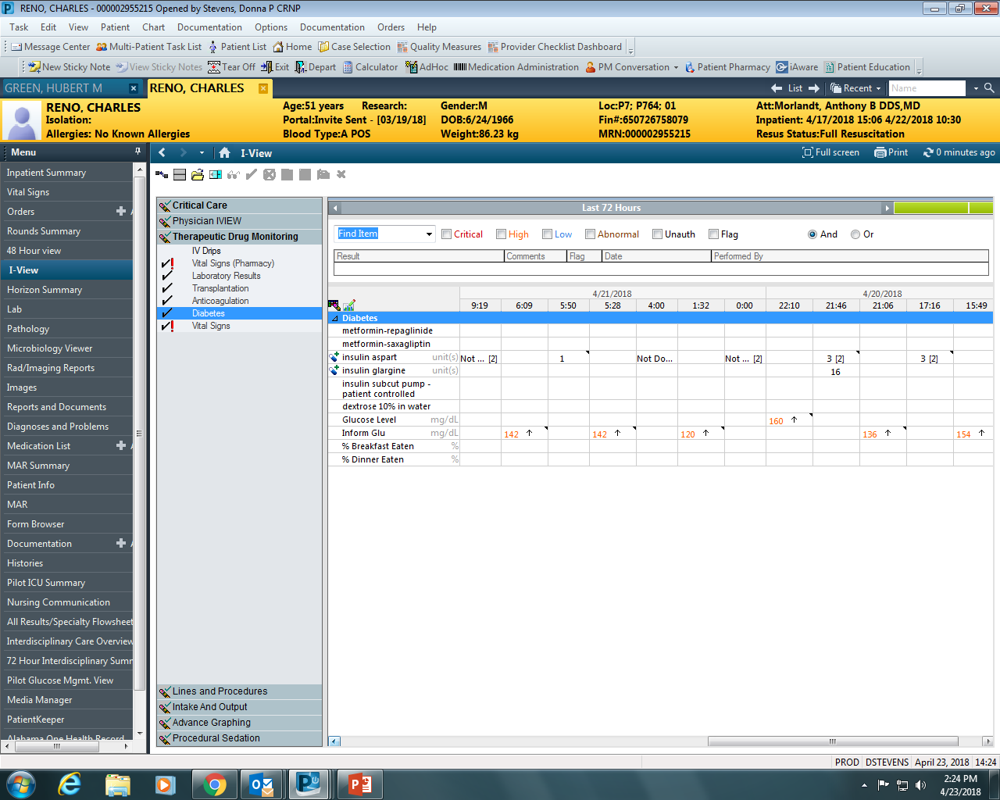 RENO, CHARLES - 000002955215 Opened by Stevens, Donna P CRNP
Task Edit View Patient Chart Documentation Options Documentation Orders Help
Message Center Multi-Patient Task List Patient List Home Case Selection Quality Measures Provider Checklist Dashboard
New Sticky Note View Sticky Notes Tear Off Exit Depart Calculator AdHoc Medication Administration PM Conversation Patient Pharmacy iAware Patient Education
GREEN, HUBERT M RENO, CHARLES List Recent Name
RENO, CHARLES Age:51 years Research: Gender:M Loc:P7; P764; 01 Att:Morlandt, Anthony B DDS,MD
Isolation: Portal:Invite Sent - [03/19/18] DOB:6/24/1966 Fin#:650726758079 Inpatient: 4/17/2018 15:06 4/22/2018 10:30
Allergies: No Known Allergies Blood Type:A POS Weight:86.23 kg MRN:000002955215 Resus Status:Full Resuscitation
Menu
I-View Full screen Print 0 minutes ago
Inpatient Summary
Vital Signs
Orders
Rounds Summary
48 Hour view
I-View
Horizon Summary
Lab
Pathology
Microbiology Viewer
Rad/Imaging Reports
Images
Reports and Documents
Diagnoses and Problems
Medication List
MAR Summary
Patient Info
MAR
Form Browser
Documentation
Histories
Pilot ICU Summary
Nursing Communication
All Results/Specialty Flowsheet
Interdisciplinary Care Overview
72 Hour Interdisciplinary Sum
Pilot Glucose Mgmt. View
Media Manager
PatientKeeper
Alabama One Health Record
Critical Care
Physician IVIEW
Therapeutic Drug Monitoring
IV Drips
Vital Signs (Pharmacy)
Laboratory Results
Transplantation
Anticoagulation
Diabetes
Vital Signs
Lines and Procedures
Intake And Output
Advance Graphing
Procedural Sedation
Last 72 Hours
Find Item Critical High Low Abnormal Unauth Flag And Or
Result Comments Flag Date Performed By
4/21/2018 4/20/2018
9:19 6:09 5:50 5:28 4:00 1:32 0:00 22:10 21:46 21:06 17:16 15:49
Diabetes
metformin-repaglinide
metformin-saxagliptin
insulin aspart unit(s) Not ... [2] 1 Not Do... Not ... [2] 3 [2] 3 [2]
insulin glargine unit(s) 16
insulin subcut pump -
patient controlled
dextrose 10% in water
Glucose Level mg/dL 160 ↑
Inform Glu mg/dL 142 ↑ 142 ↑ 120 ↑ 136 ↑ 154 ↑
% Breakfast Eaten %
% Dinner Eaten %
PROD DSTEVENS April 23, 2018 14:24
2:24 PM
4/23/2018